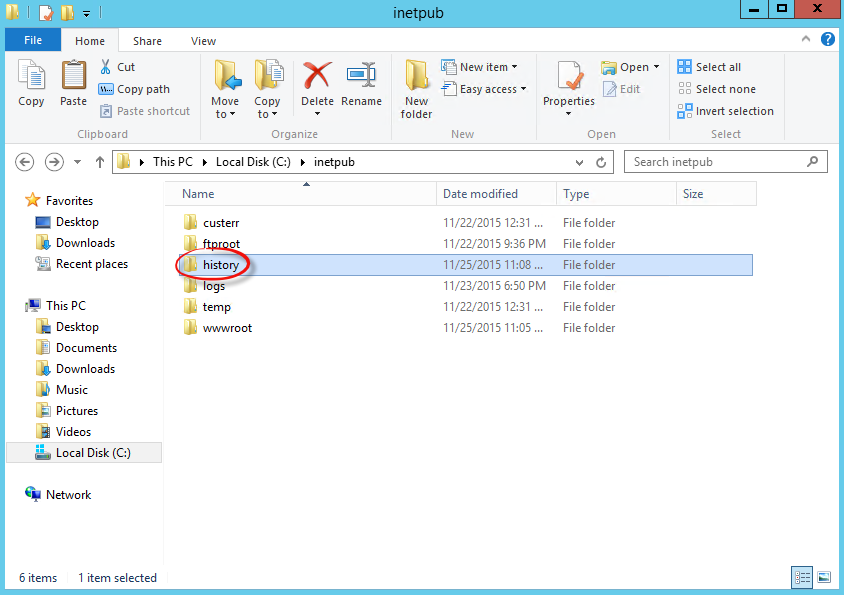 inetpub
File Home Share View
Copy
Paste
Cut
Copy path
Paste shortcut
Clipboard
Move to
Copy to
Delete
Rename
Organize
New folder
New item
Easy access
New
Properties
Open
Edit
Open
Select all
Select none
Invert selection
Select
This PC Local Disk (C:) inetpub
Search inetpub
Favorites
Desktop
Downloads
Recent places
This PC
Desktop
Documents
Downloads
Music
Pictures
Videos
Local Disk (C:)
Network
Name Date modified Type Size
custerr 11/22/2015 12:31 ... File folder
ftproot 11/22/2015 9:36 PM File folder
history 11/25/2015 11:08 ... File folder
logs 11/23/2015 6:50 PM File folder
temp 11/22/2015 12:31 ... File folder
wwwroot 11/25/2015 11:05 ... File folder
6 items 1 item selected